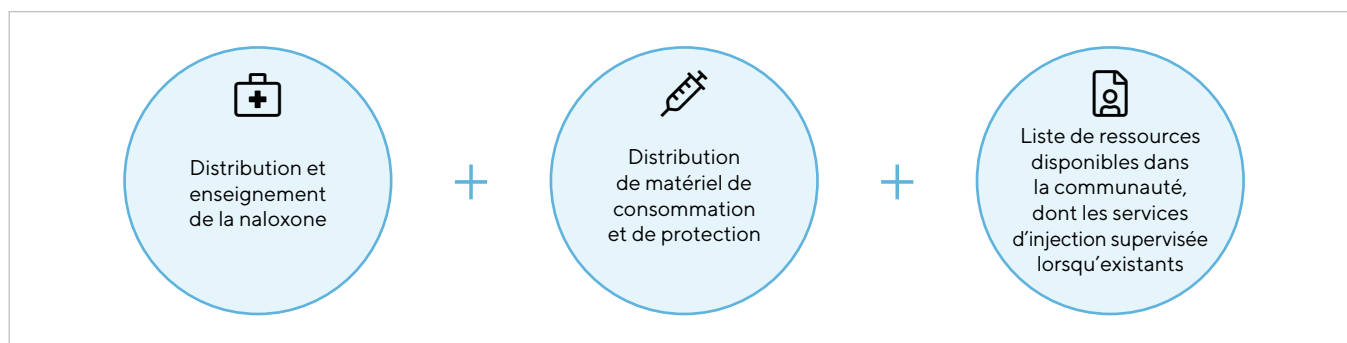 Distribution et
enseignement
de la naloxone
Distribution
de matériel de
consommation
et de protection
Liste de ressources
disponibles dans
la communauté,
dont les services
d'injection supervisée
lorsqu'existants